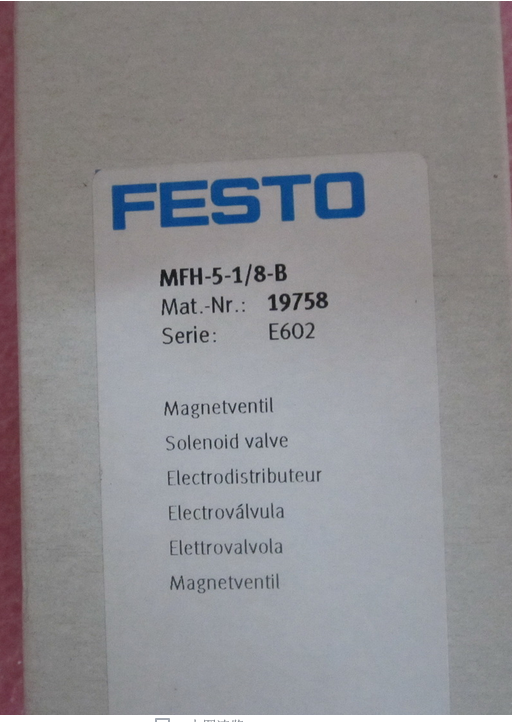 FESTO
MFH-5-1/8-B
Mat.-Nr.: 19758
Serie: E602
Magnetventil
Solenoid valve
Electrodistributeur
Electroválvula
Elettrovalvola
Magnetventil